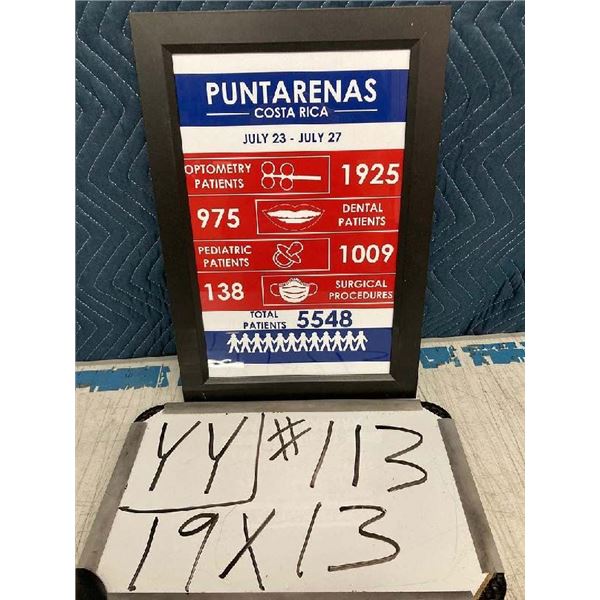 PUNTARENAS
COSTA RICA
JULY 23 - JULY 27
OPTOMETRY PATIENTS 1925
975 DENTAL PATIENTS
PEDIATRIC PATIENTS 1009
138 SURGICAL PROCEDURES
TOTAL PATIENTS 5548
YY #113
19X13